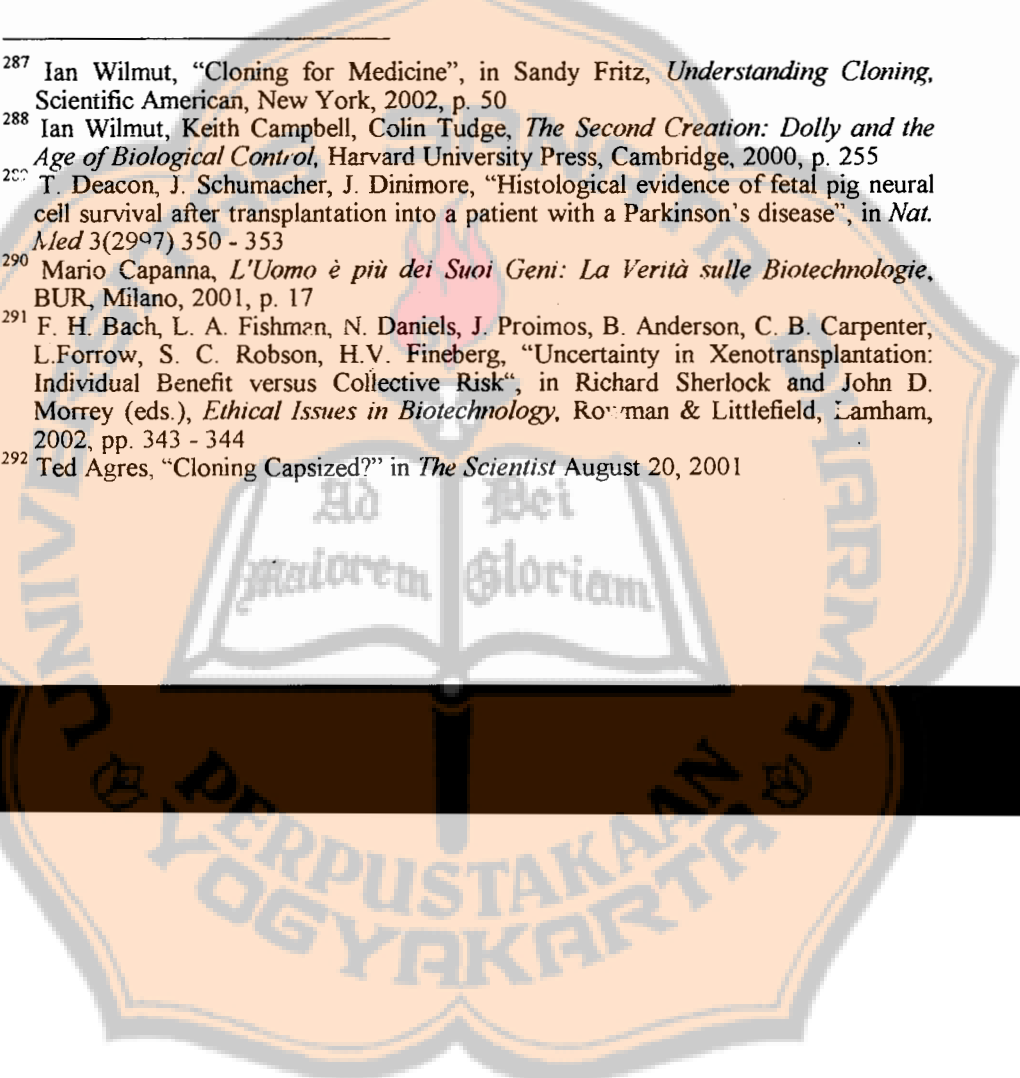 287 Ian Wilmut, “Cloning for Medicine”, in Sandy Fritz, Understanding Cloning,
Scientific American, New York, 2002, p. 50
288 Ian Wilmut, Keith Campbell, Colin Tudge, The Second Creation: Dolly and the
Age of Biological Control, Harvard University Press, Cambridge, 2000, p. 255
T. Deacon, J. Schumacher, J. Dinimore, “Histological evidence of fetal pig neural
cell survival after transplantation into a patient with a Parkinson’s disease”, in Nat.
Med 3(2997) 350 - 353
290 Mario Capanna, L'Uomo è più dei Suoi Geni: La Verità sulle Biotechnologie,
BUR, Milano, 2001, p. 17
291 F. H. Bach, L. A. Fishman, N. Daniels, J. Proimos, B. Anderson, C. B. Carpenter,
L.Forrow, S. C. Robson, H.V. Fineberg, “Uncertainty in Xenotransplantation:
Individual Benefit versus Collective Risk“, in Richard Sherlock and John D.
Morrey (eds.), Ethical Issues in Biotechnology, Rowman & Littlefield, Lamham,
2002, pp. 343 - 344
292 Ted Agres, “Cloning Capsized?” in The Scientist August 20, 2001
UNIVERSITAS SANATA DHARMA
Ad Dei
Maiorem Gloriam
PERPUSTAKAAN
YOGYAKARTA